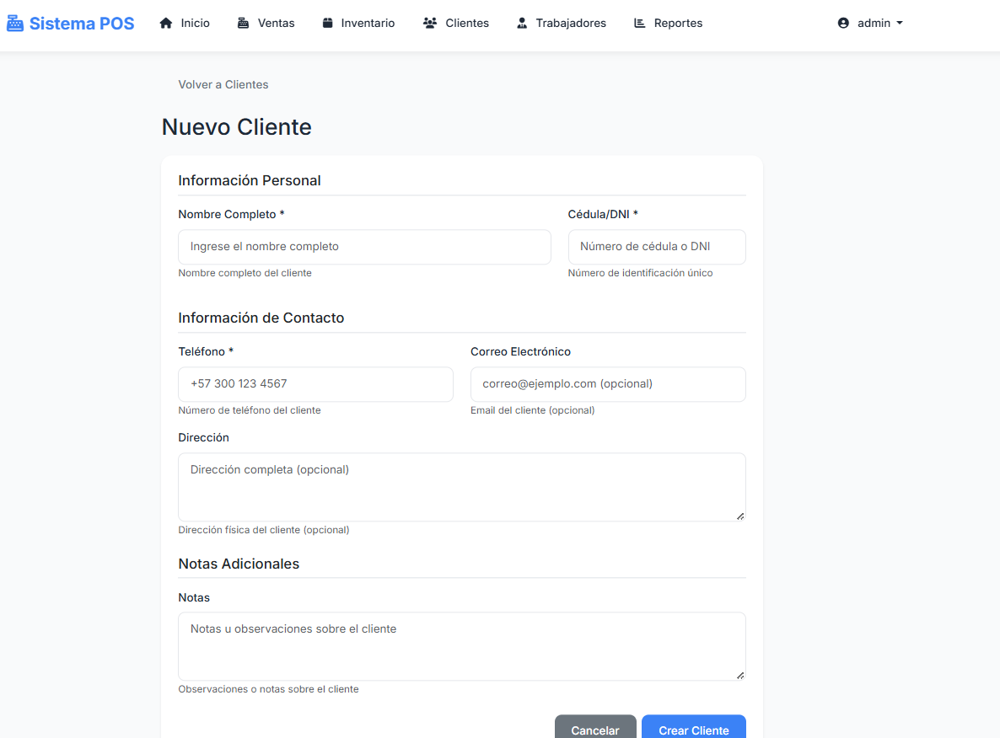 Sistema POS Inicio Ventas Inventario Clientes Trabajadores Reportes admin
Volver a Clientes
Nuevo Cliente
Información Personal
Nombre Completo * Cédula/DNI *
Ingrese el nombre completo Número de cédula o DNI
Nombre completo del cliente Número de identificación único
Información de Contacto
Teléfono * Correo Electrónico
+57 300 123 4567 correo@ejemplo.com (opcional)
Número de teléfono del cliente Email del cliente (opcional)
Dirección
Dirección completa (opcional)
Dirección física del cliente (opcional)
Notas Adicionales
Notas
Notas u observaciones sobre el cliente
Observaciones o notas sobre el cliente
Cancelar Crear Cliente